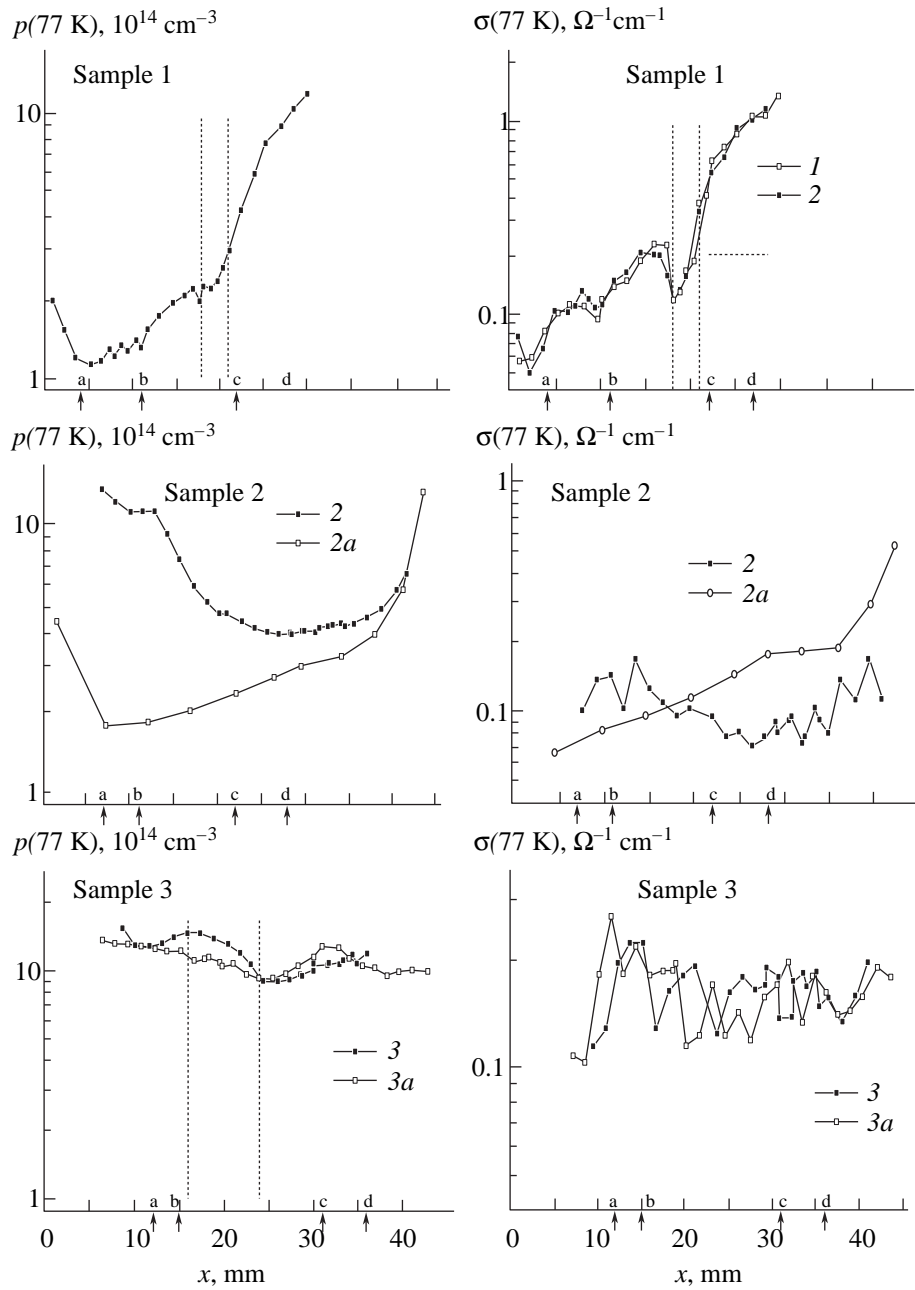 p(77 K), 10^14 cm^–3
σ(77 K), Ω^–1 cm^–1
Sample 1
Sample 1
10
1
1
0.1
1
2
a b c d
a b c d
p(77 K), 10^14 cm^–3
σ(77 K), Ω^–1 cm^–1
Sample 2
Sample 2
10
1
2
2a
1
0.1
2
2a
a b c d
a b c d
p(77 K), 10^14 cm^–3
σ(77 K), Ω^–1 cm^–1
Sample 3
Sample 3
10
1
3
3a
0.1
3
3a
a b c d
a b c d
0 10 20 30 40
0 10 20 30 40
x, mm
x, mm